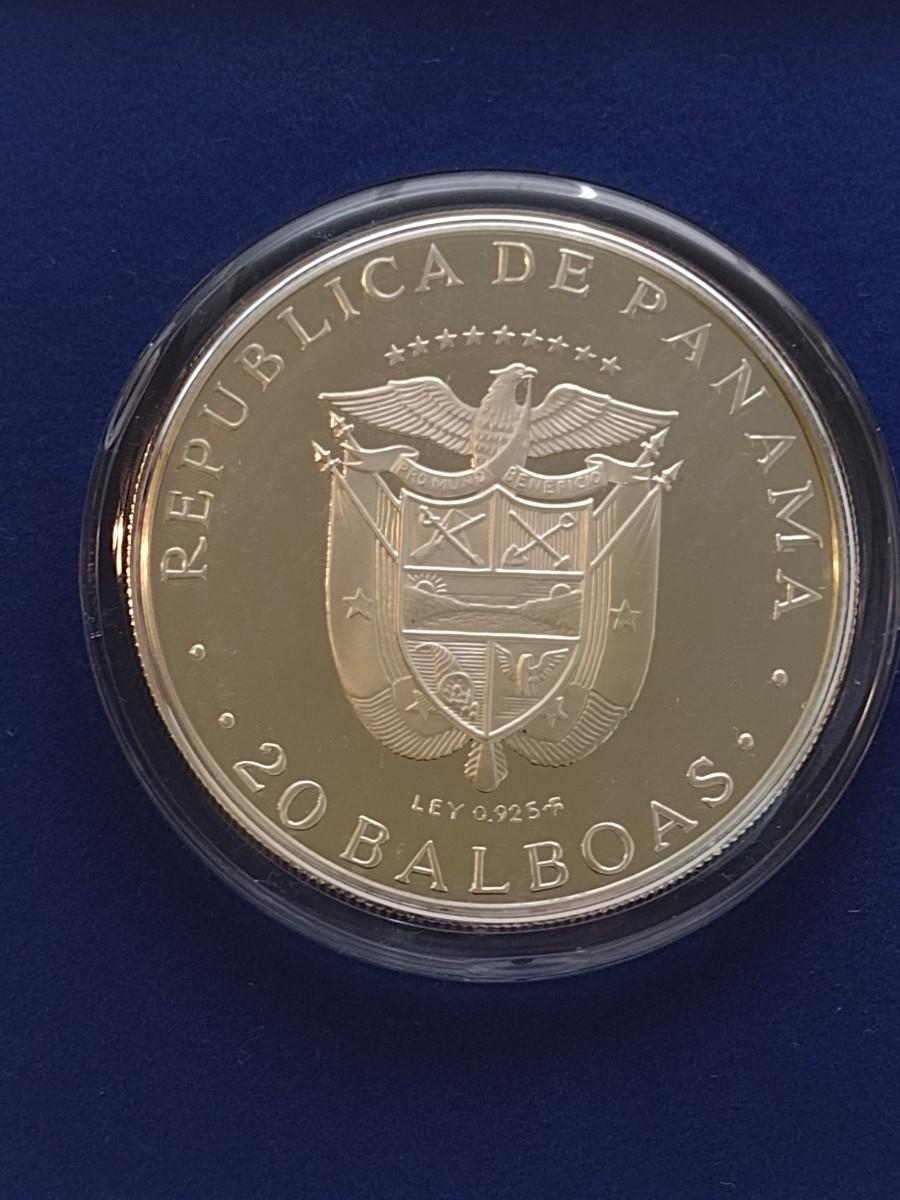 REPUBLICA DE PANAMA
PRO MUNDI BENEFICIO
LEY 0.925
20 BALBOAS